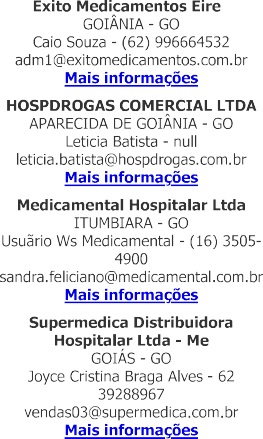 Exito Medicamentos Eire
GOIÂNIA - GO
Caio Souza - (62) 996664532
adm1@exitomedicamentos.com.br
Mais informações
HOSPDROGAS COMERCIAL LTDA
APARECIDA DE GOIÂNIA - GO
Leticia Batista - null
leticia.batista@hospdrogas.com.br
Mais informações
Medicamental Hospitalar Ltda
ITUMBIARA - GO
Usuãrio Ws Medicamental - (16) 3505-
4900
sandra.feliciano@medicamental.com.br
Mais informações
Supermedica Distribuidora
Hospitalar Ltda - Me
GOIÁS - GO
Joyce Cristina Braga Alves - 62
39288967
vendas03@supermedica.com.br
Mais informações